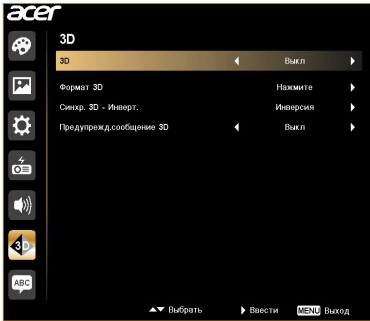 acer
3D
3D Выкл
Формат 3D Нажмите
Синхр. 3D - Инверт. Инверсия
Предупрежд.сообщение 3D Выкл
3D
ABC
Выбрать Ввести MENU Выход